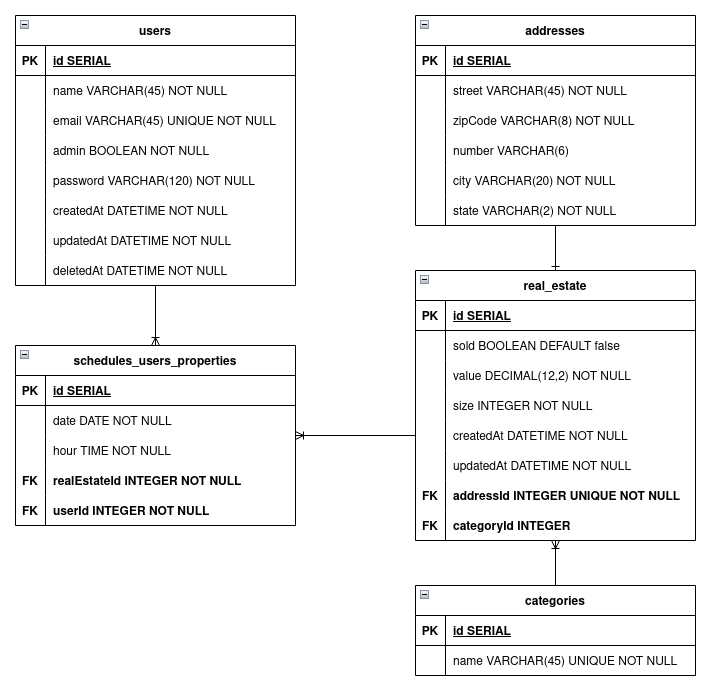 users
PK id SERIAL
name VARCHAR(45) NOT NULL
email VARCHAR(45) UNIQUE NOT NULL
admin BOOLEAN NOT NULL
password VARCHAR(120) NOT NULL
createdAt DATETIME NOT NULL
updatedAt DATETIME NOT NULL
deletedAt DATETIME NOT NULL
addresses
PK id SERIAL
street VARCHAR(45) NOT NULL
zipCode VARCHAR(8) NOT NULL
number VARCHAR(6)
city VARCHAR(20) NOT NULL
state VARCHAR(2) NOT NULL
schedules_users_properties
PK id SERIAL
date DATE NOT NULL
hour TIME NOT NULL
FK realEstateId INTEGER NOT NULL
FK userId INTEGER NOT NULL
real_estate
PK id SERIAL
sold BOOLEAN DEFAULT false
value DECIMAL(12,2) NOT NULL
size INTEGER NOT NULL
createdAt DATETIME NOT NULL
updatedAt DATETIME NOT NULL
FK addressId INTEGER UNIQUE NOT NULL
FK categoryId INTEGER
categories
PK id SERIAL
name VARCHAR(45) UNIQUE NOT NULL